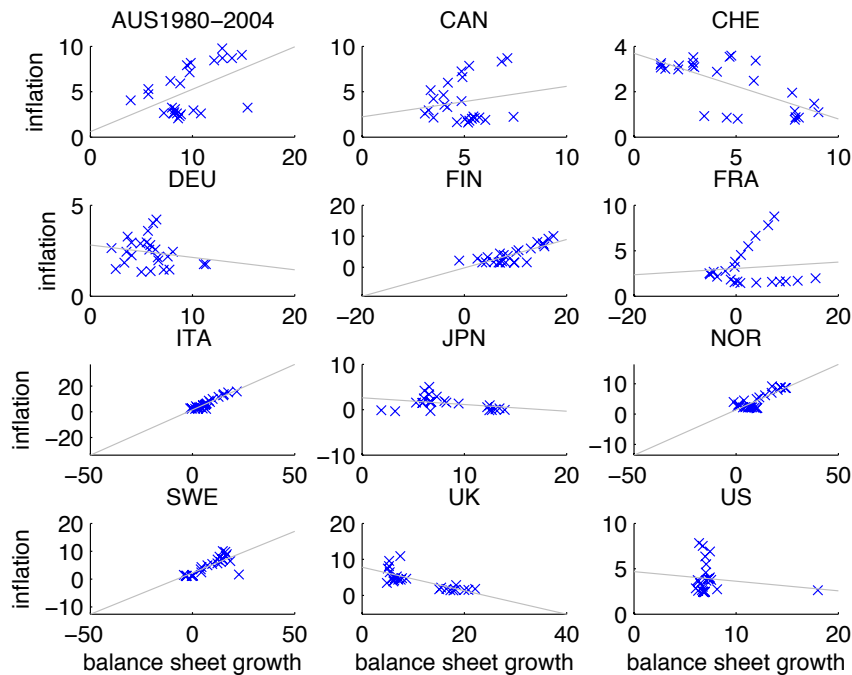 AUS1980−2004 CAN CHE
10 10 4
inflation 5 5 2
0 0 0
0 10 20 0 5 10 0 5 10
DEU FIN FRA
5 20 10
10
inflation 0 5
0 0
0 10 20 −20 0 20 −20 0 20
ITA JPN NOR
20 10 10
inflation 0 0 0
−20 −10 −10
−50 0 50 0 10 20 −50 0 50
SWE UK US
20 20 10
inflation 10 10 5
0 0
−10 0
−50 0 50 0 20 40 0 10 20
balance sheet growth balance sheet growth balance sheet growth